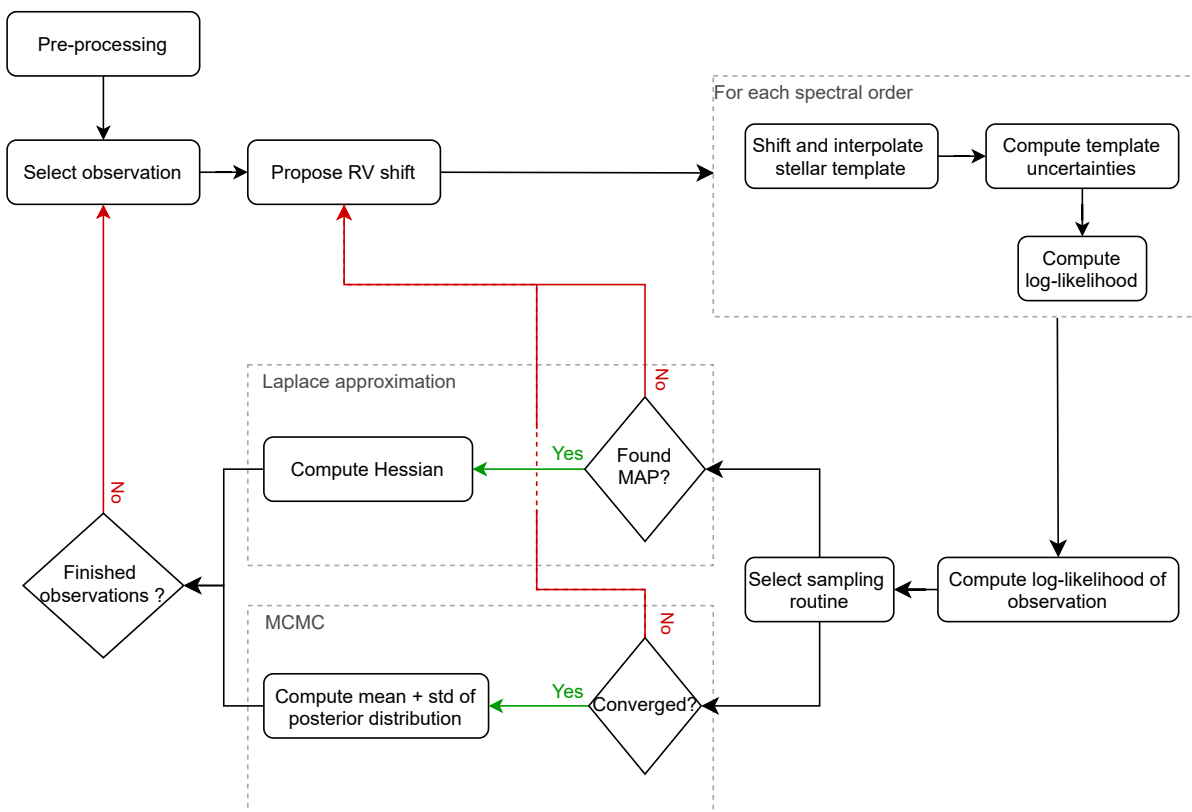 Pre-processing
Select observation
Propose RV shift
For each spectral order
Shift and interpolate
stellar template
Compute template
uncertainties
Compute
log-likelihood
Laplace approximation
No
Compute Hessian
Yes
Found
MAP?
No
Finished
observations ?
Select sampling
routine
Compute log-likelihood of
observation
MCMC
No
Compute mean + std of
posterior distribution
Yes
Converged?